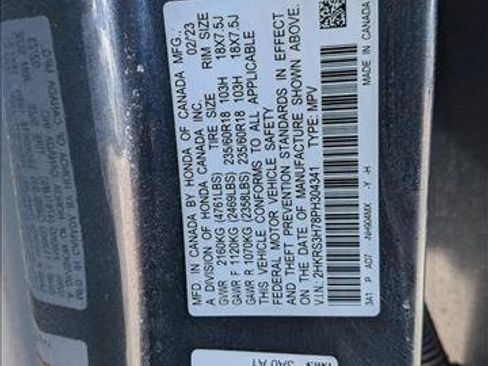 MFD. IN CANADA BY HONDA OF CANADA MFG.,
A DIVISION OF HONDA CANADA INC. 02/23
TIRE SIZE RIM SIZE
GVWR 2160KG (4761LBS)
GAWR F 1120KG (2469LBS) 235/60R18 103H 18X7.5J
GAWR R 1070KG (2358LBS) 235/60R18 103H 18X7.5J
THIS VEHICLE CONFORMS TO ALL APPLICABLE
FEDERAL MOTOR VEHICLE SAFETY
AND THEFT PREVENTION STANDARDS IN EFFECT
ON THE DATE OF MANUFACTURE SHOWN ABOVE.
V.I.N: 2HKRS3H78PH304341 TYPE: MPV
3A1 P A07 -NH904MX -Y -H
MADE IN CANADA